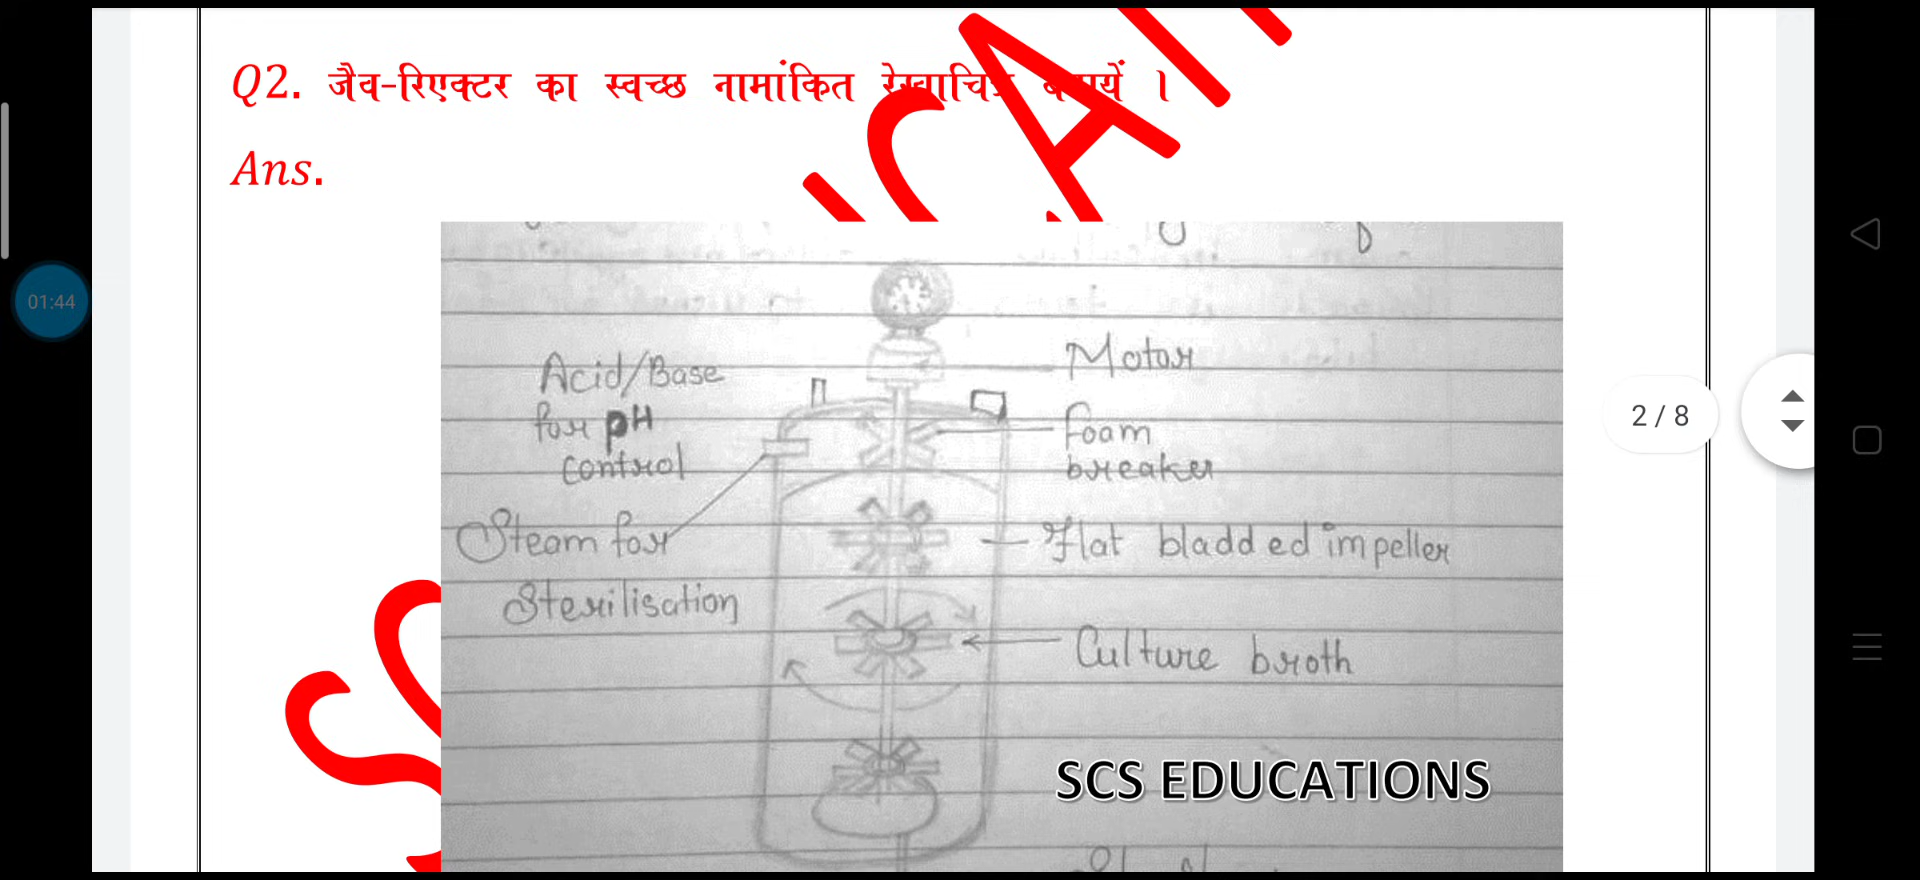 Q2. जैव-रिएक्टर का स्वच्छ नामांकित रेखाचित्र बनायें ।
Ans.
01:44
2 / 8
Acid/Base
for pH
control
Steam for
Sterilisation
Motor
foam
breaker
Flat bladded impeller
Culture broth
SCS EDUCATIONS